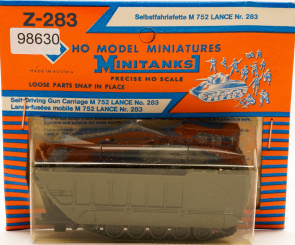 Z-283
Selbstfahrlafette M 752 LANCE Nr. 283
98630
HO MODEL MINIATURES
MINITANKS
MADE IN AUSTRIA
PRECISE HO SCALE
LOOSE PARTS SNAP IN PLACE
Self-Driving Gun Carriage M 752 LANCE No. 283
Lance-fusées mobile M 752 LANCE Nr. 283